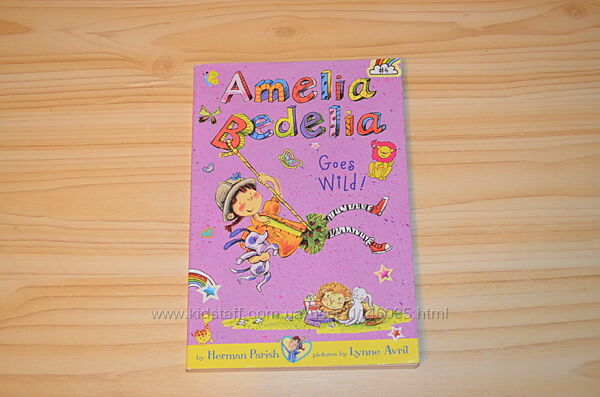 #4
Amelia
Bedelia
Goes
Wild!
by Herman Parish pictures by Lynne Avril